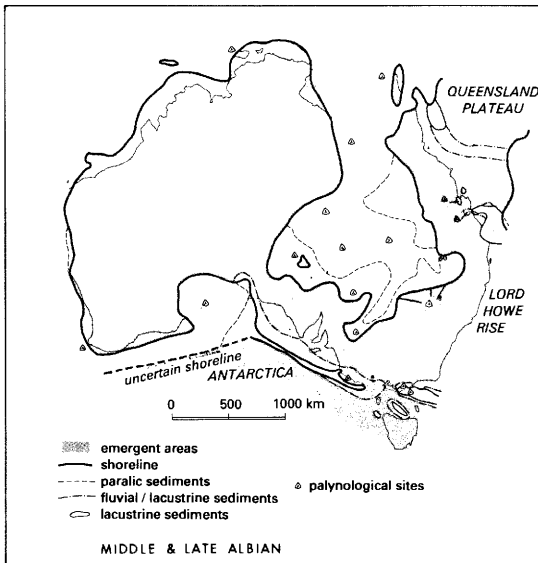 QUEENSLAND
PLATEAU
LORD
HOWE
RISE
uncertain shoreline
ANTARCTICA
0 500 1000 km
emergent areas
shoreline
paralic sediments
fluvial / lacustrine sediments
palynological sites
lacustrine sediments
MIDDLE & LATE ALBIAN